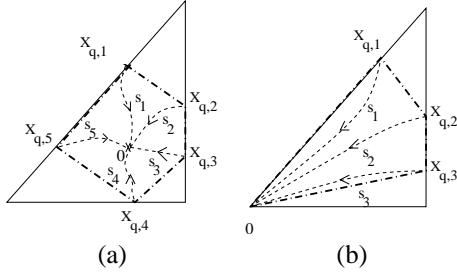 X_{q,1}
X_{q,1}
s_1
s_2
X_{q,2}
s_1
X_{q,2}
X_{q,5}
s_5
0
s_3
X_{q,3}
s_2
X_{q,3}
s_4
s_3
X_{q,4}
0
(a)
(b)